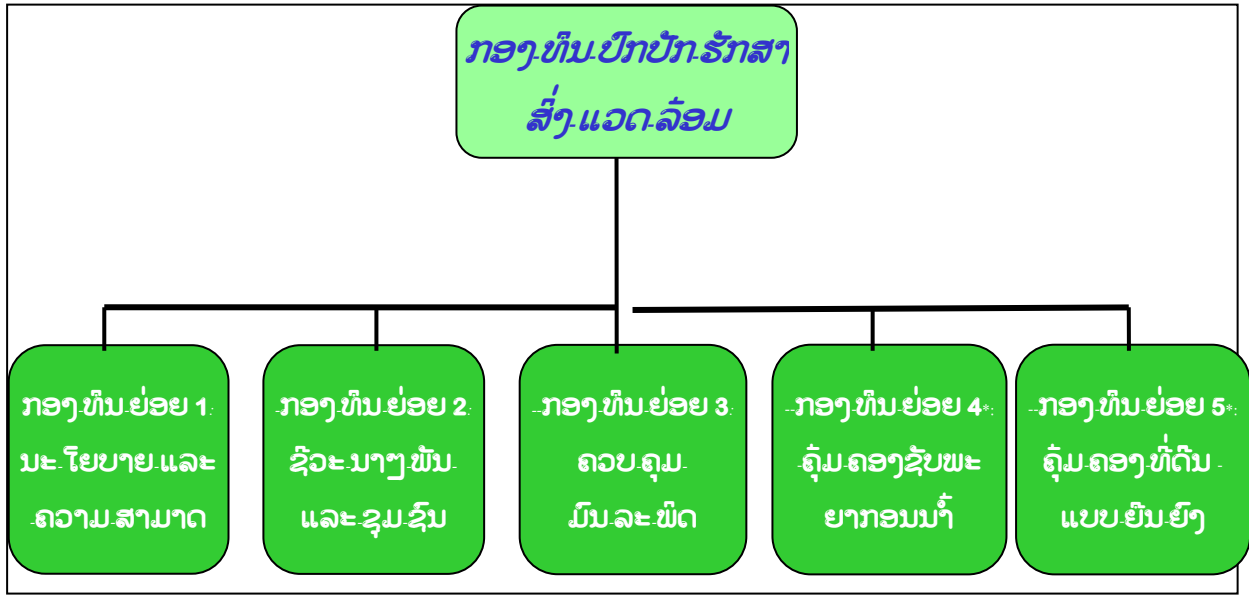 ກອງ-ທຶນ-ປົກປັກ-ຮັກສາ
ສິ່ງ-ແວດ-ລ້ອມ
ກອງ-ທຶນ-ຍ່ອຍ 1:
ນະ-ໂຍບາຍ-ແລະ
-ຄວາມ-ສາມາດ
-ກອງ-ທຶນ-ຍ່ອຍ 2:
ຊີວະ-ນາໆ-ພັນ-
ແລະ-ຊຸມ-ຊົນ
--ກອງ-ທຶນ-ຍ່ອຍ 3:
ຄວບ-ຄຸມ-
ມົນ-ລະ-ພິດ
--ກອງ-ທຶນ-ຍ່ອຍ 4*:
-ຄຸ້ມ-ຄອງຊັບພະ
ຍາກອນນ້ຳ
--ກອງ-ທຶນ-ຍ່ອຍ 5*:
ຄຸ້ມ-ຄອງ-ທີ່ດິນ -
ແບບ-ຍືນ-ຍົງ